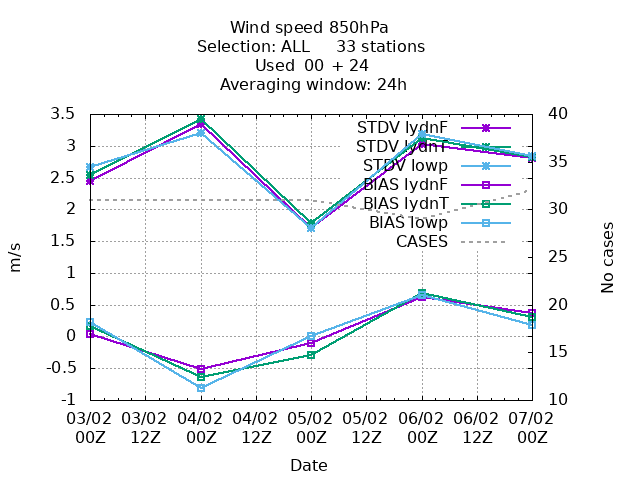 Wind speed 850hPa
Selection: ALL     33 stations
Used  00 + 24
Averaging window: 24h
3.5
3
2.5
2
1.5
1
0.5
0
-0.5
-1
m/s
40
35
30
25
20
15
10
No cases
STDV lydnF
STDV lydnT
STDV lowp
BIAS lydnF
BIAS lydnT
BIAS lowp
CASES
03/02 03/02 04/02 04/02 05/02 05/02 06/02 06/02 07/02
00Z 12Z 00Z 12Z 00Z 12Z 00Z 12Z 00Z
Date